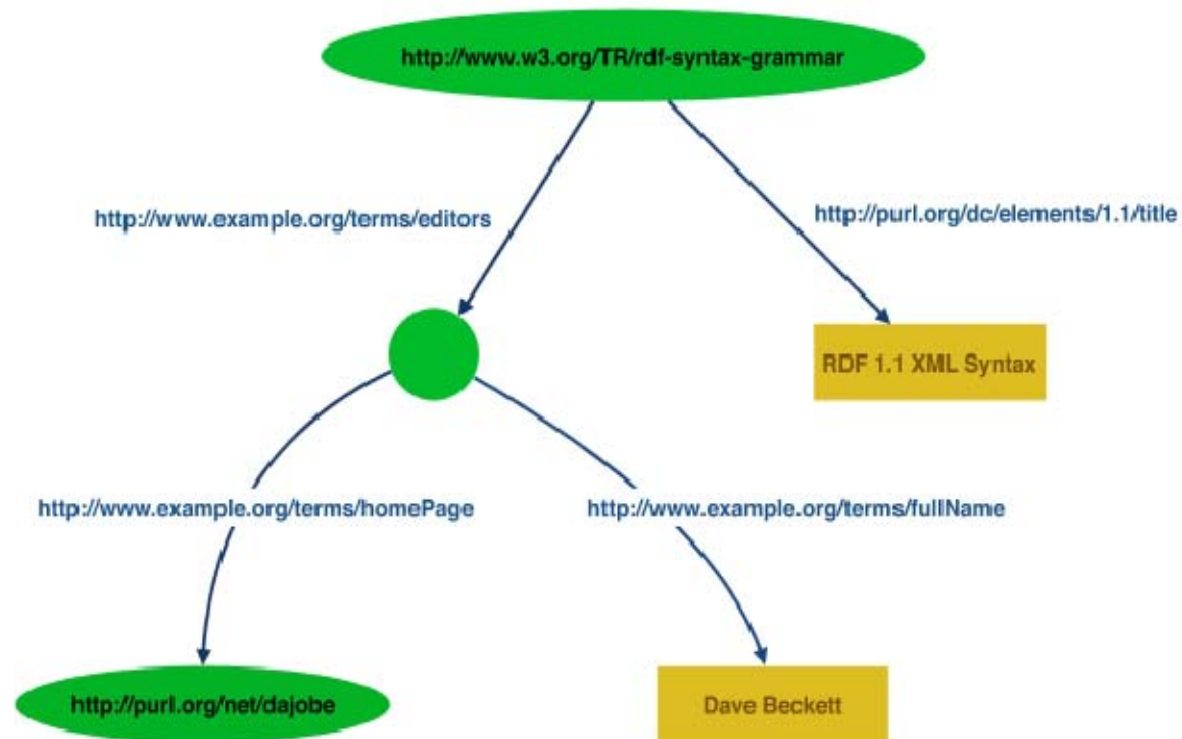 http://www.w3.org/TR/rdf-syntax-grammar
http://www.example.org/terms/editors
http://purl.org/dc/elements/1.1/title
RDF 1.1 XML Syntax
http://www.example.org/terms/homePage
http://www.example.org/terms/fullName
http://purl.org/net/dajobe
Dave Beckett